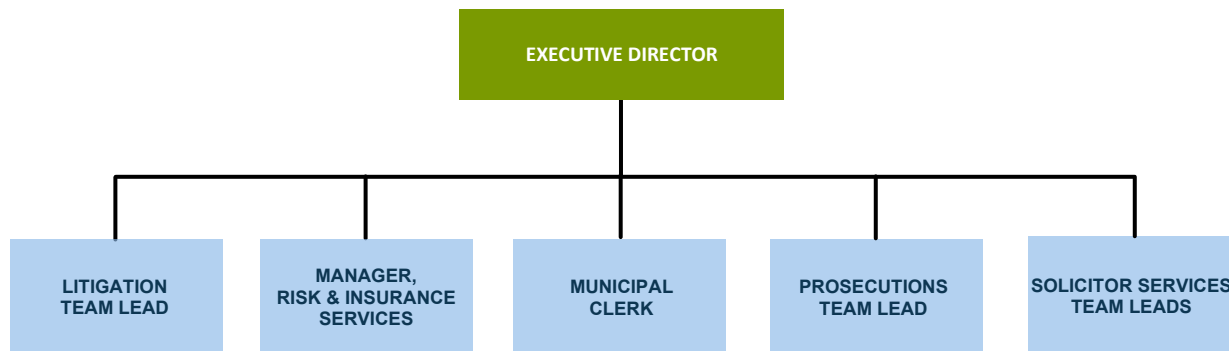 EXECUTIVE DIRECTOR
LITIGATION
TEAM LEAD
MANAGER,
RISK & INSURANCE
SERVICES
MUNICIPAL
CLERK
PROSECUTIONS
TEAM LEAD
SOLICITOR SERVICES
TEAM LEADS